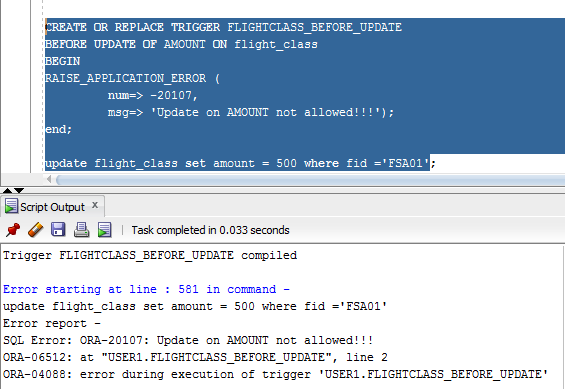 CREATE OR REPLACE TRIGGER FLIGHTCLASS_BEFORE_UPDATE
BEFORE UPDATE OF AMOUNT ON flight_class
BEGIN
RAISE_APPLICATION_ERROR (
num=> -20107,
msg=> 'Update on AMOUNT not allowed!!!');
end;
update flight_class set amount = 500 where fid ='FSA01';
Script Output x
Task completed in 0.033 seconds
Trigger FLIGHTCLASS_BEFORE_UPDATE compiled
Error starting at line : 581 in command -
update flight_class set amount = 500 where fid ='FSA01'
Error report -
SQL Error: ORA-20107: Update on AMOUNT not allowed!!!
ORA-06512: at "USER1.FLIGHTCLASS_BEFORE_UPDATE", line 2
ORA-04088: error during execution of trigger 'USER1.FLIGHTCLASS_BEFORE_UPDATE'